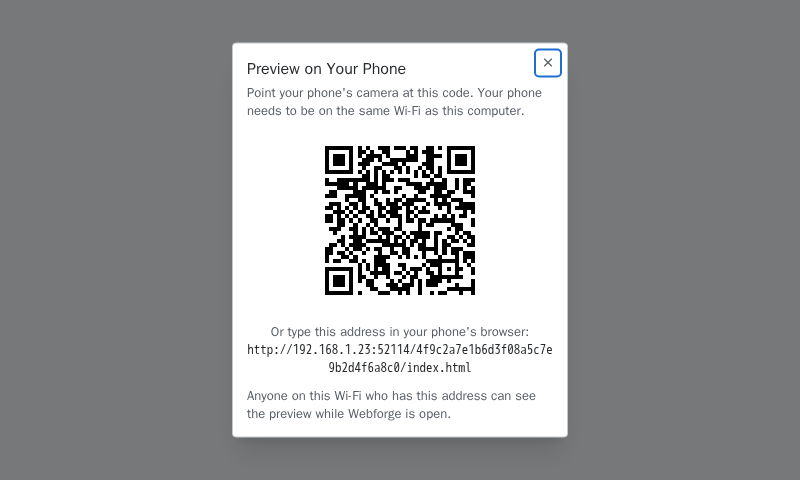 Preview on Your Phone
Point your phone's camera at this code. Your phone
needs to be on the same Wi-Fi as this computer.
Or type this address in your phone's browser:
http://192.168.1.23:52114/4f9c2a7e1b6d3f08a5c7e
9b2d4f6a8c0/index.html
Anyone on this Wi-Fi who has this address can see
the preview while Webforge is open.